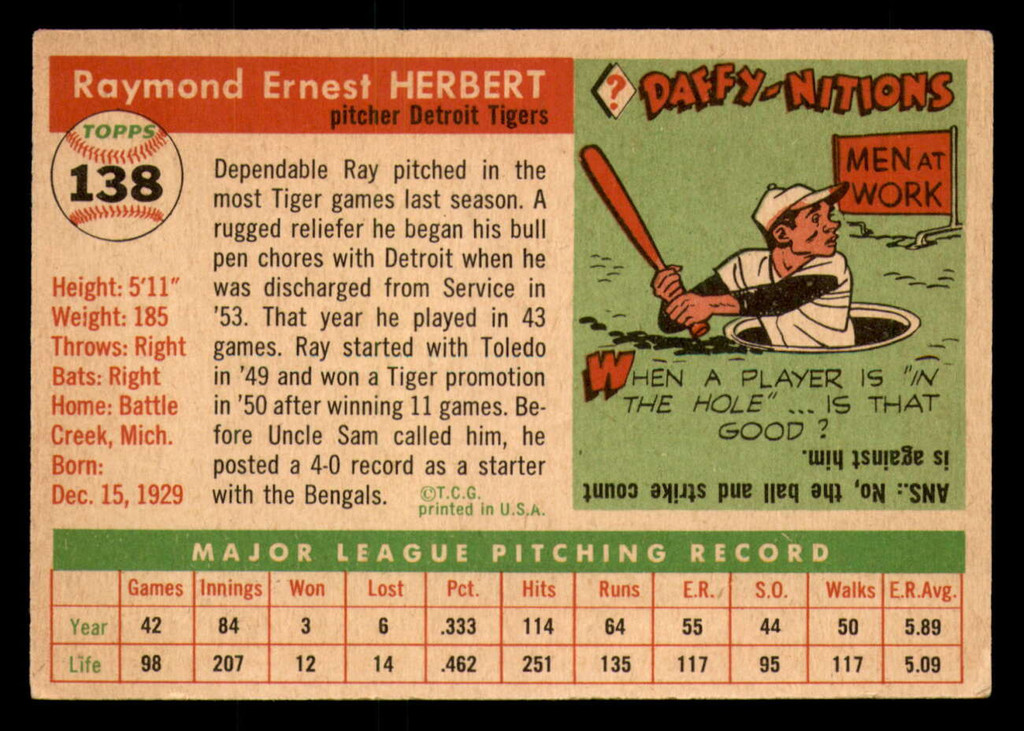 Raymond Ernest HERBERT
pitcher Detroit Tigers
TOPPS
138
Height: 5'11"
Weight: 185
Throws: Right
Bats: Right
Home: Battle
Creek, Mich.
Born:
Dec. 15, 1929
Dependable Ray pitched in the
most Tiger games last season. A
rugged reliefer he began his bull
pen chores with Detroit when he
was discharged from Service in
'53. That year he played in 43
games. Ray started with Toledo
in '49 and won a Tiger promotion
in '50 after winning 11 games. Be-
fore Uncle Sam called him, he
posted a 4-0 record as a starter
with the Bengals.
©T.C.G.
printed in U.S.A.
? DAFFY-NITIONS
MEN AT
WORK
WHEN A PLAYER IS "IN
THE HOLE" ... IS THAT
GOOD ?
ANS.: No, the ball and strike count
is against him.
MAJOR LEAGUE PITCHING RECORD
Games Innings Won Lost Pct. Hits Runs E.R. S.O. Walks E.R.Avg.
Year 42 84 3 6 .333 114 64 55 44 50 5.89
Life 98 207 12 14 .462 251 135 117 95 117 5.09